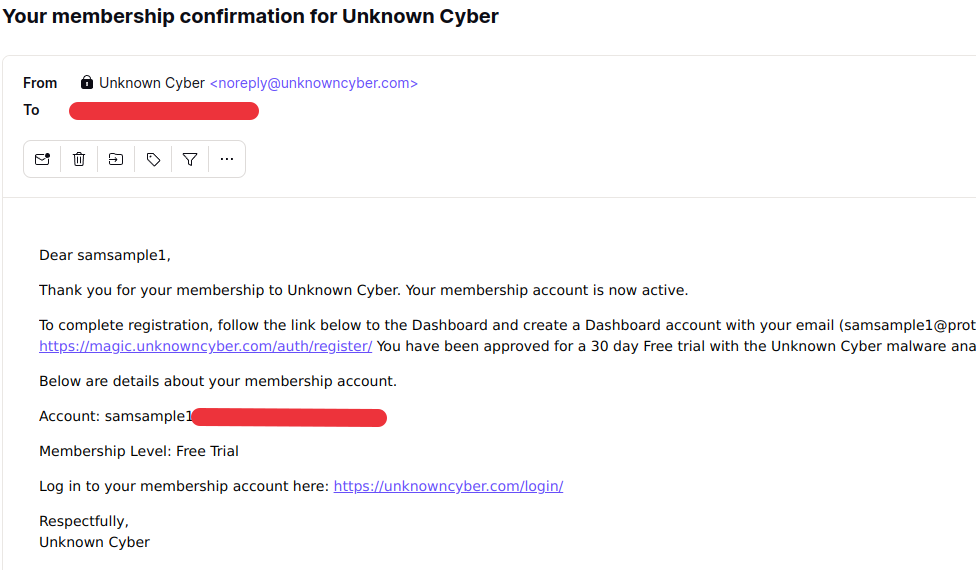 Your membership confirmation for Unknown Cyber
From Unknown Cyber <noreply@unknowncyber.com>
To
Dear samsample1,
Thank you for your membership to Unknown Cyber. Your membership account is now active.
To complete registration, follow the link below to the Dashboard and create a Dashboard account with your email (samsample1@prot
https://magic.unknowncyber.com/auth/register/ You have been approved for a 30 day Free trial with the Unknown Cyber malware ana
Below are details about your membership account.
Account: samsample1
Membership Level: Free Trial
Log in to your membership account here: https://unknowncyber.com/login/
Respectfully,
Unknown Cyber